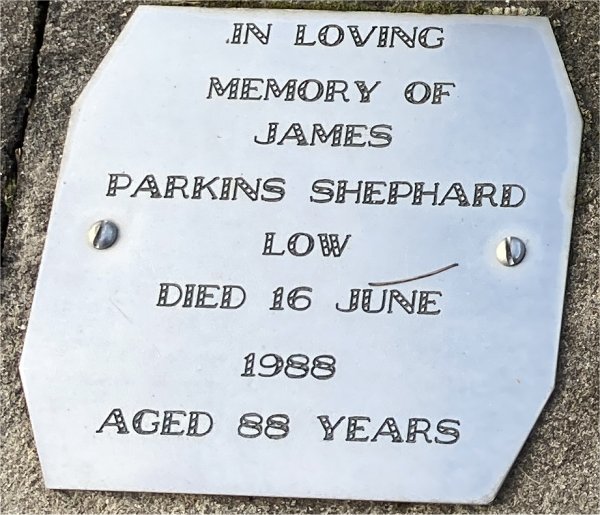 IN LOVING
MEMORY OF
JAMES
PARKINS SHEPHARD
LOW
DIED 16 JUNE
1988
AGED 88 YEARS